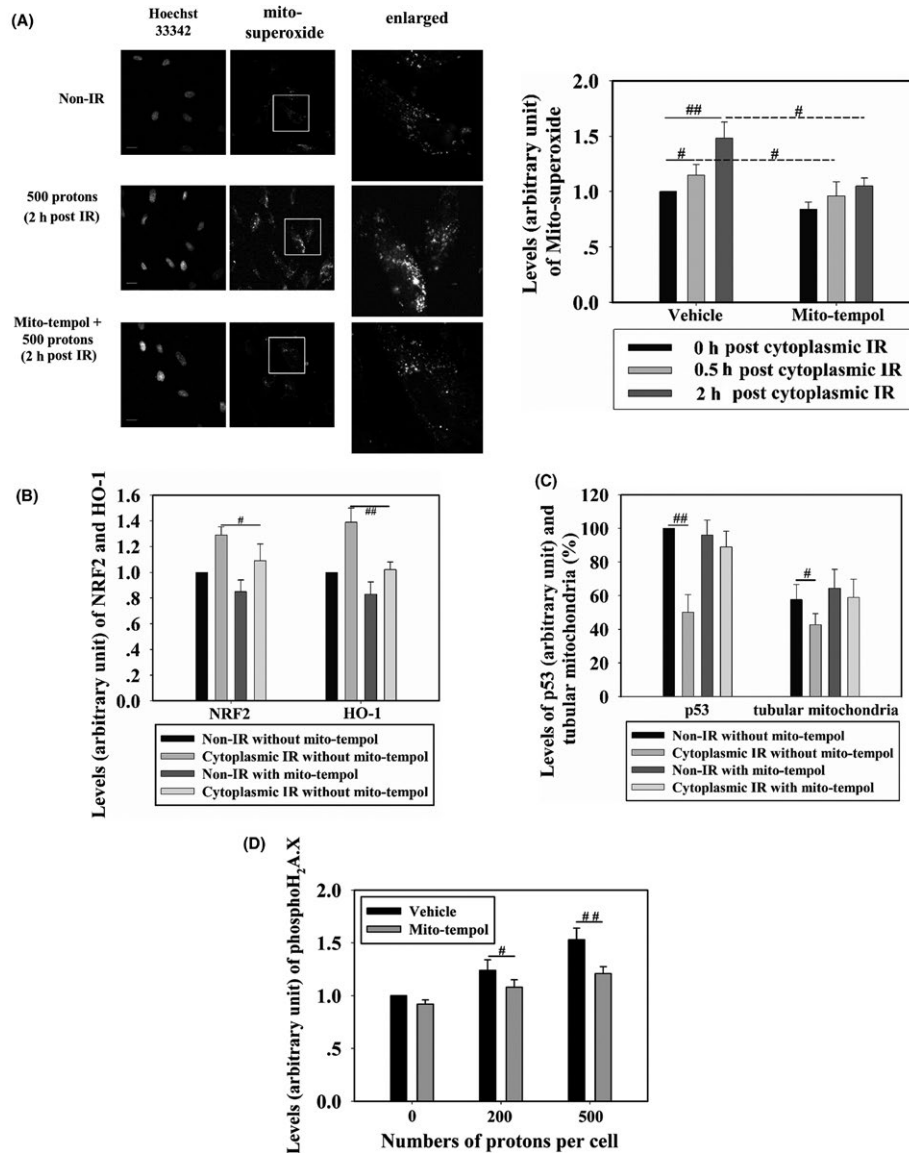 (A)
Hoechst
33342
mito-
superoxide
enlarged
Non-IR
500 protons
(2 h post IR)
Mito-tempol +
500 protons
(2 h post IR)
Levels (arbitrary unit)
of Mito-superoxide
2.0
1.5
1.0
.5
0.0
##
#
#
#
Vehicle
Mito-tempol
0 h post cytoplasmic IR
0.5 h post cytoplasmic IR
2 h post cytoplasmic IR
(B)
Levels (arbitrary unit) of NRF2 and HO-1
1.6
1.4
1.2
1.0
.8
.6
.4
.2
0.0
#
##
NRF2
HO-1
Non-IR without mito-tempol
Cytoplasmic IR without mito-tempol
Non-IR with mito-tempol
Cytoplasmic IR without mito-tempol
(C)
Levels of p53 (arbitrary unit) and
tubular mitochondria (%)
120
100
80
60
40
20
0
##
#
p53
tubular mitochondria
Non-IR without mito-tempol
Cytoplasmic IR without mito-tempol
Non-IR with mito-tempol
Cytoplasmic IR with mito-tempol
(D)
Levels (arbitrary unit) of phosphoH₂A.X
2.0
1.5
1.0
.5
0.0
Vehicle
Mito-tempol
#
##
0
200
500
Numbers of protons per cell